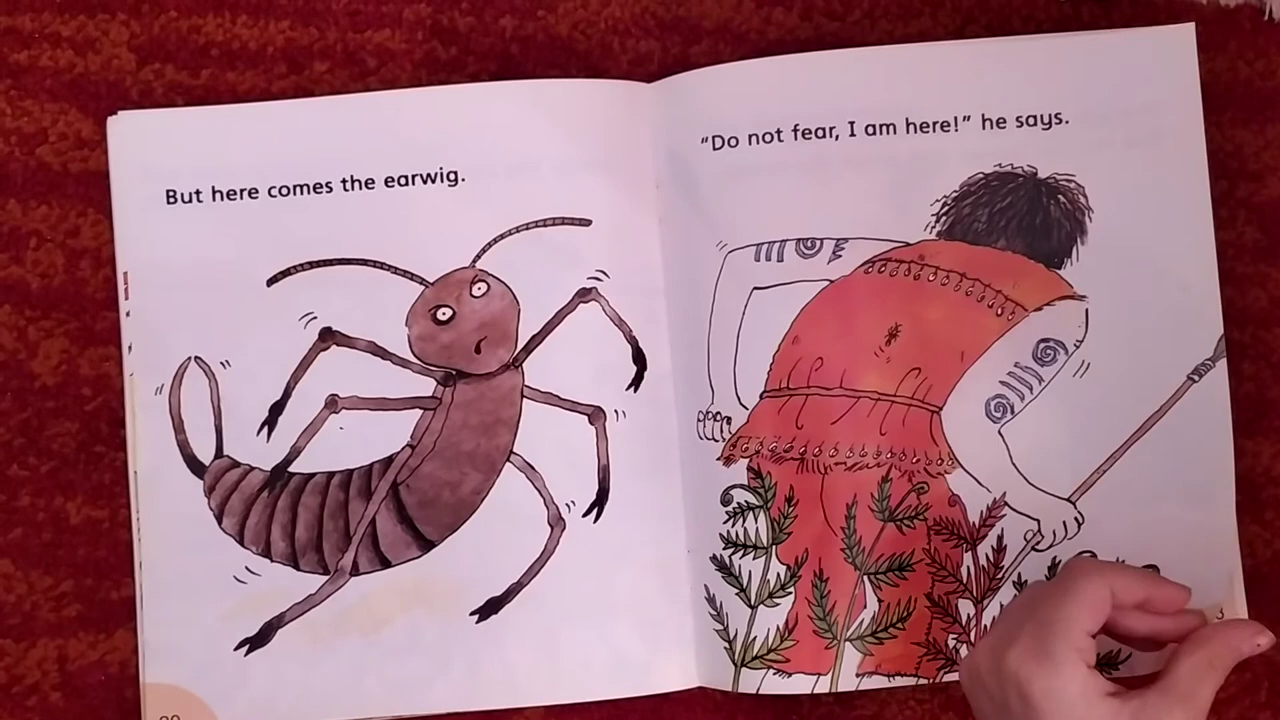 But here comes the earwig.
"Do not fear, I am here!" he says.